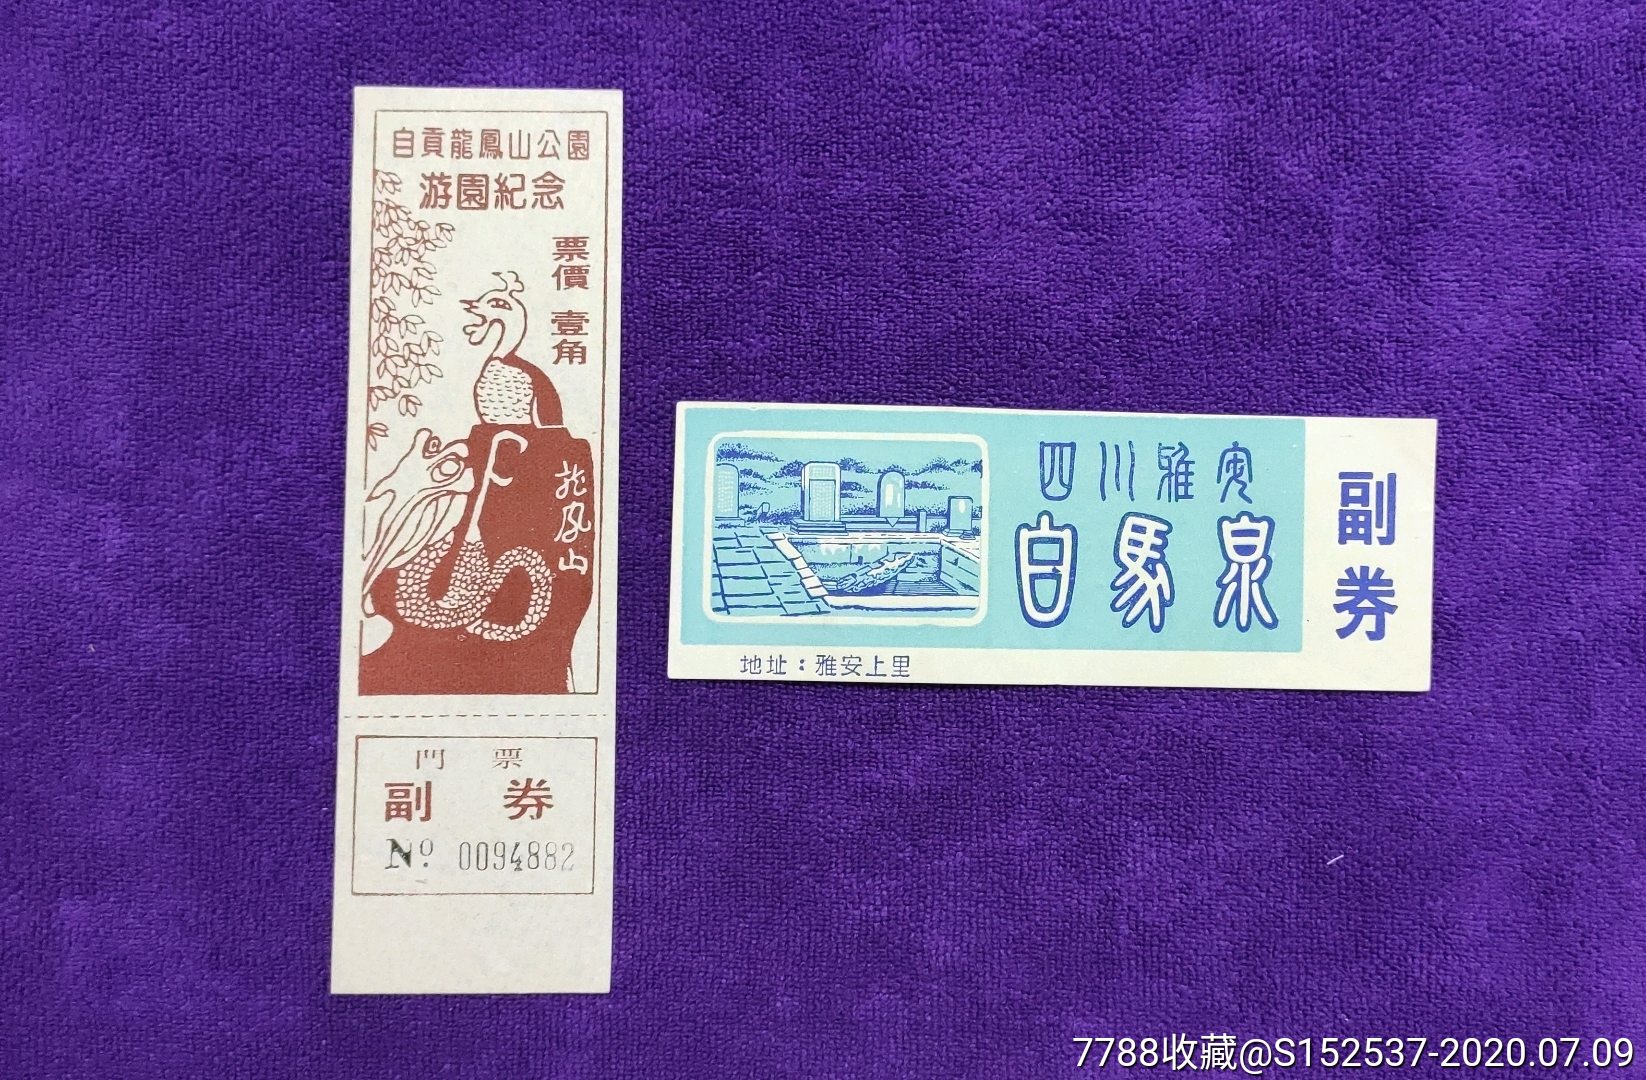 自貢龍鳳山公園
游園紀念
票價 壹角
龙凤山
門票
副券
Nº 0094882
四川雅安
白馬泉
副券
地址：雅安上里
7788收藏@S152537-2020.07.09